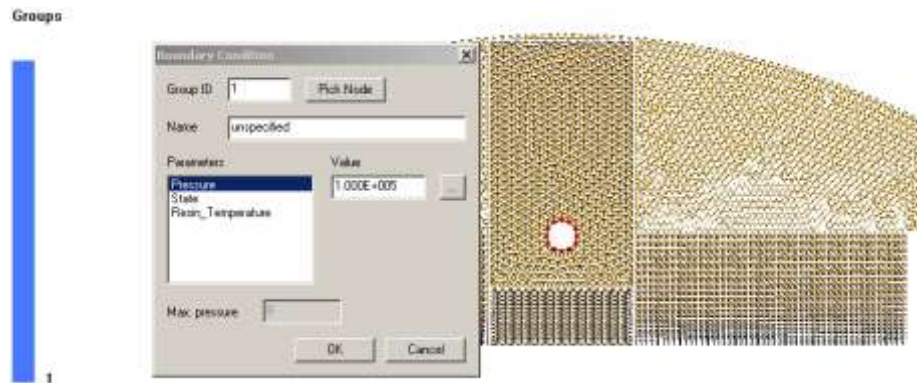 Groups
Boundary Condition
Group ID 1 Pick Node
Name unspecified
Parameters Value
Pressure 1.000E+005 ...
State
Resin_Temperature
Max. pressure
OK Cancel
1